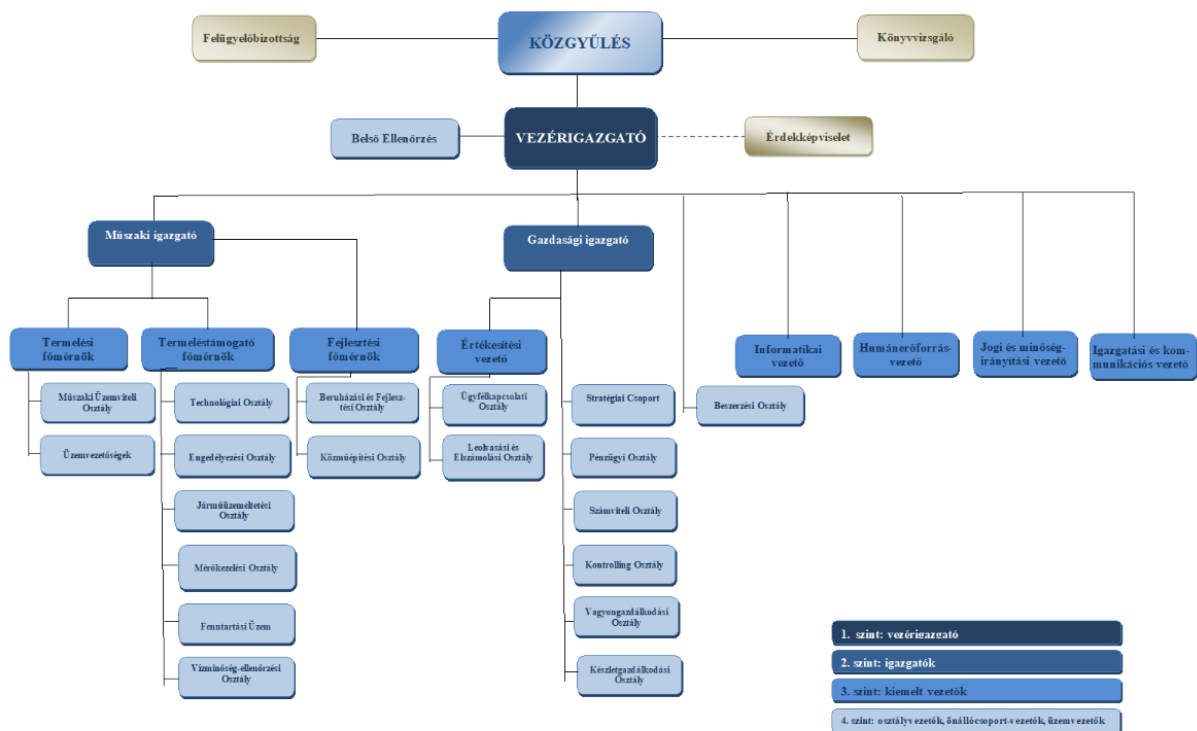 Felügyelőbizottság
KÖZGYŰLÉS
Könyvvizsgáló
Belső Ellenőrzés
VEZÉRIGAZGATÓ
Érdekképviselet
Műszaki igazgató
Gazdasági igazgató
Termelési
főmérnök
Terméléstámogató
főmérnök
Fejlesztési
főmérnök
Értékesítési
vezető
Informatikai
vezető
Humánerőforrás-
vezető
Jogi és minőség-
irányítási vezető
Igazgatási és kom-
munikációs vezető
Műszaki Üzemviteli
Osztály
Üzemvezetőségek
Technológiai Osztály
Engedélyezési Osztály
Járműüzemeltetési
Osztály
Mérőkezelési Osztály
Fenntartási Üzem
Vízminőség-ellenőrzési
Osztály
Beruházási és Fejlesz-
tési Osztály
Közműépítési Osztály
Ügyfélkapcsolati
Osztály
Leolvasási és
Elszámolási Osztály
Stratégiai Csoport
Pénzügyi Osztály
Számviteli Osztály
Kontrolling Osztály
Vagyongazdálkodási
Osztály
Készletgazdálkodási
Osztály
Beszerzési Osztály
1. szint: vezérigazgató
2. szint: igazgatók
3. szint: kiemelt vezetők
4. szint: osztályvezetők, önállócsoport-vezetők, üzemvezetők